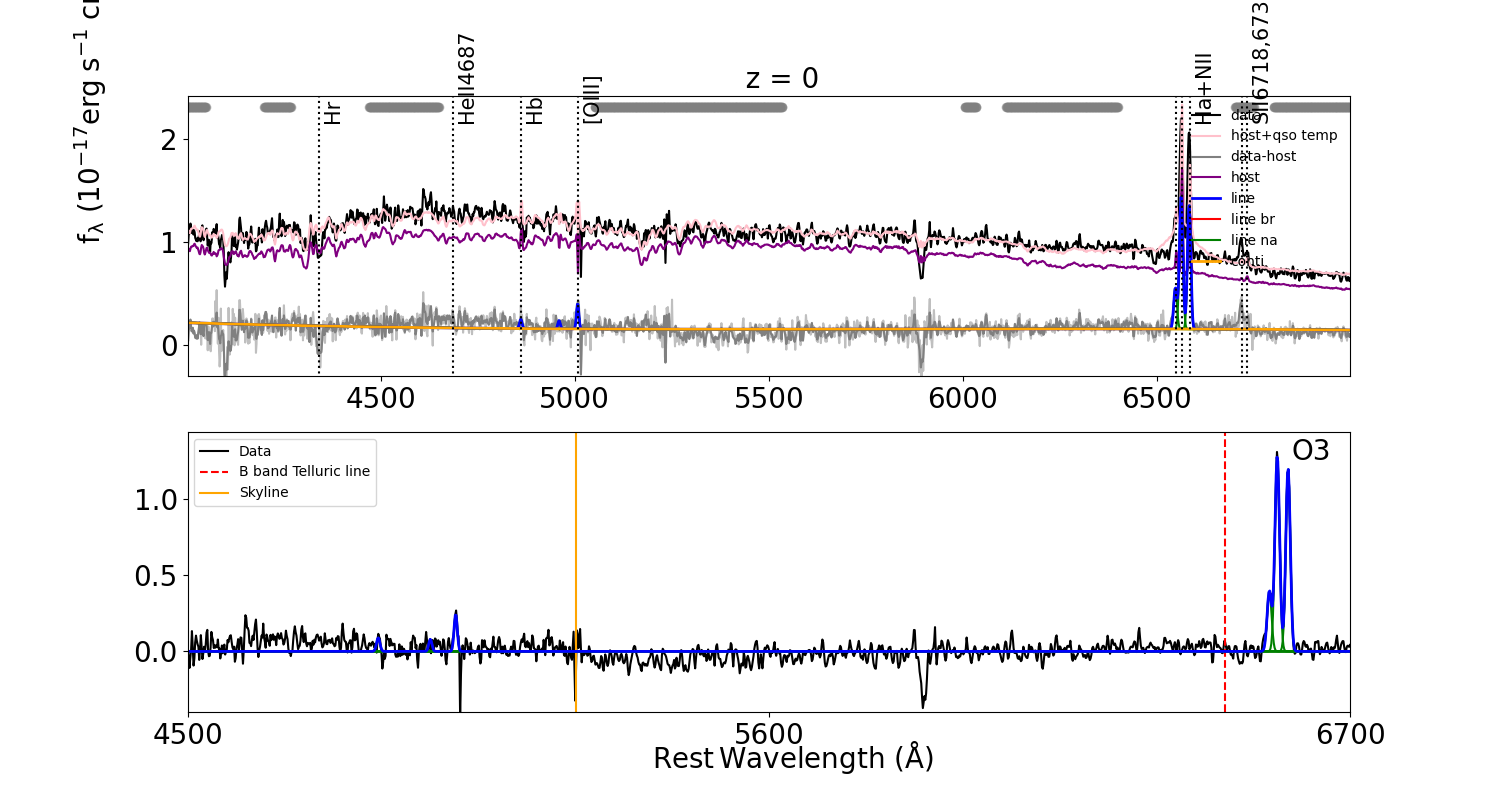 z = 0
fλ (10−17erg s−1 c
Hr
HeII4687
Hb
[OIII]
Ha+NII
SII6718,673
data
host+qso temp
data-host
host
line
line br
line na
conti
2
1
0
4500
5000
5500
6000
6500
Data
B band Telluric line
Skyline
O3
1.0
0.5
0.0
4500
5600
6700
Rest Wavelength (Å)